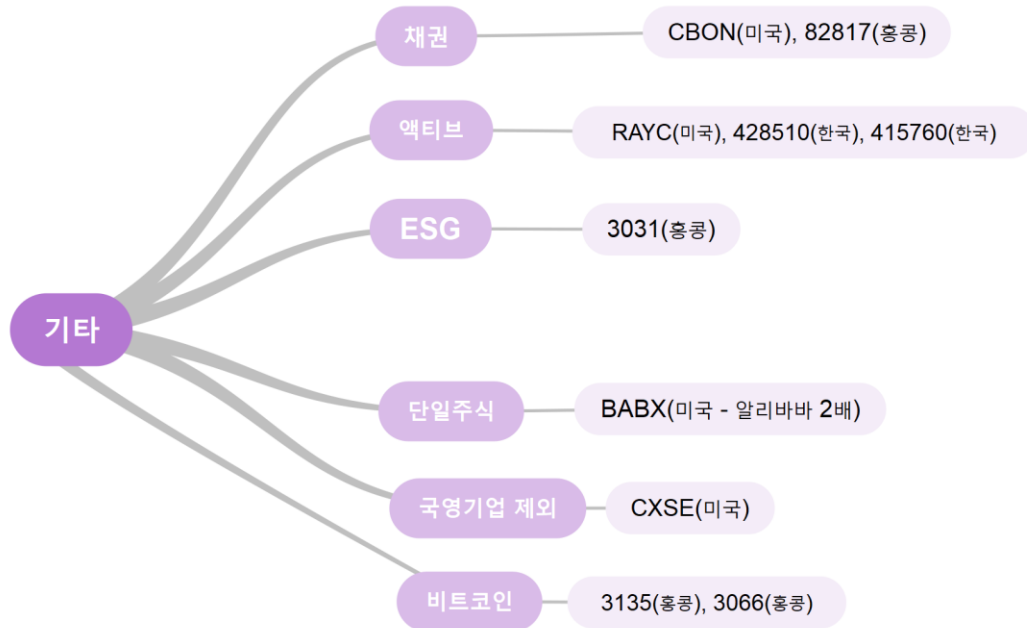 채권
CBON(미국), 82817(홍콩)
액티브
RAYC(미국), 428510(한국), 415760(한국)
ESG
3031(홍콩)
기타
단일주식
BABX(미국 - 알리바바 2배)
국영기업 제외
CXSE(미국)
비트코인
3135(홍콩), 3066(홍콩)